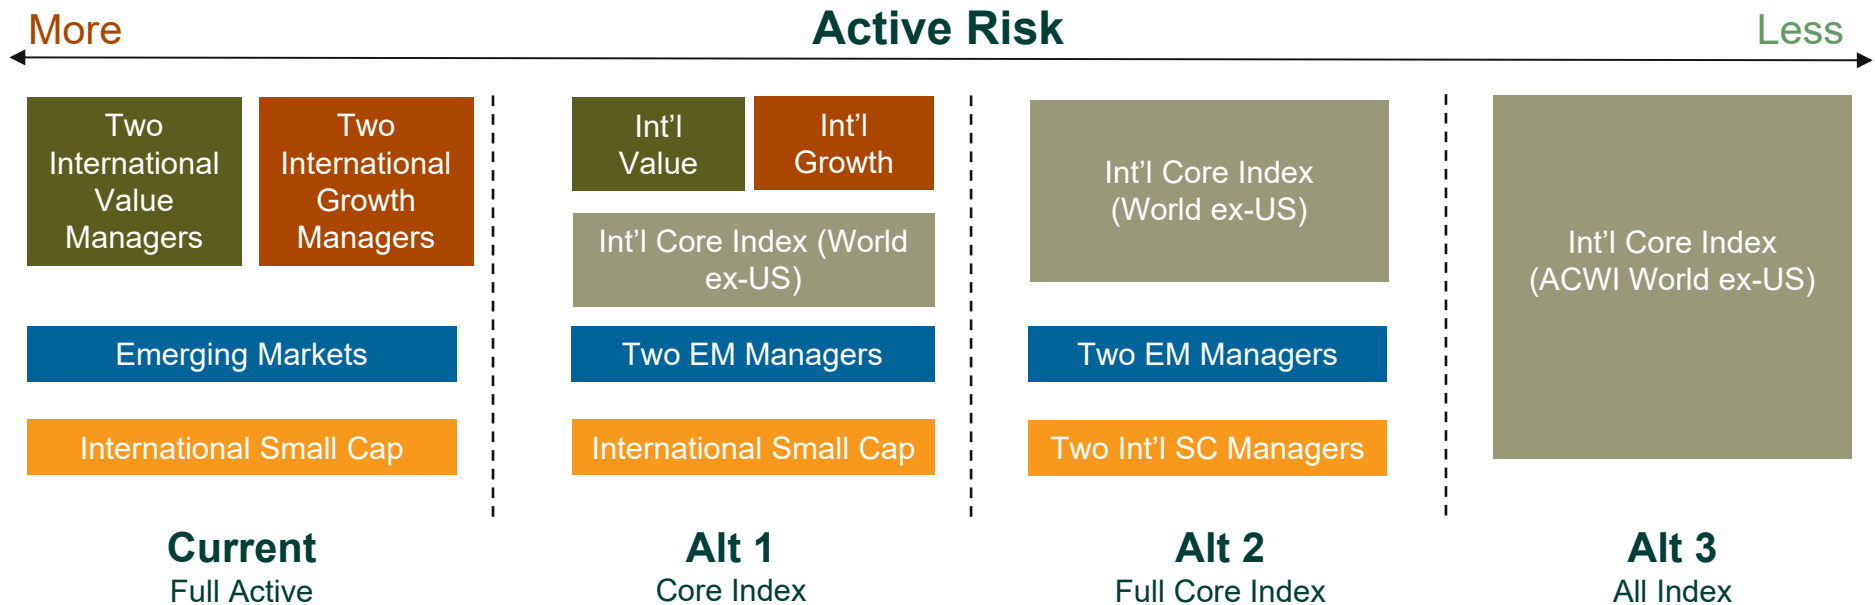 More
Active Risk
Less
Two
International
Value
Managers
Two
International
Growth
Managers
Emerging Markets
International Small Cap
Current
Full Active
Int'l
Value
Int'l
Growth
Int'l Core Index (World
ex-US)
Two EM Managers
International Small Cap
Alt 1
Core Index
Int'l Core Index
(World ex-US)
Two EM Managers
Two Int'l SC Managers
Alt 2
Full Core Index
Int'l Core Index
(ACWI World ex-US)
Alt 3
All Index